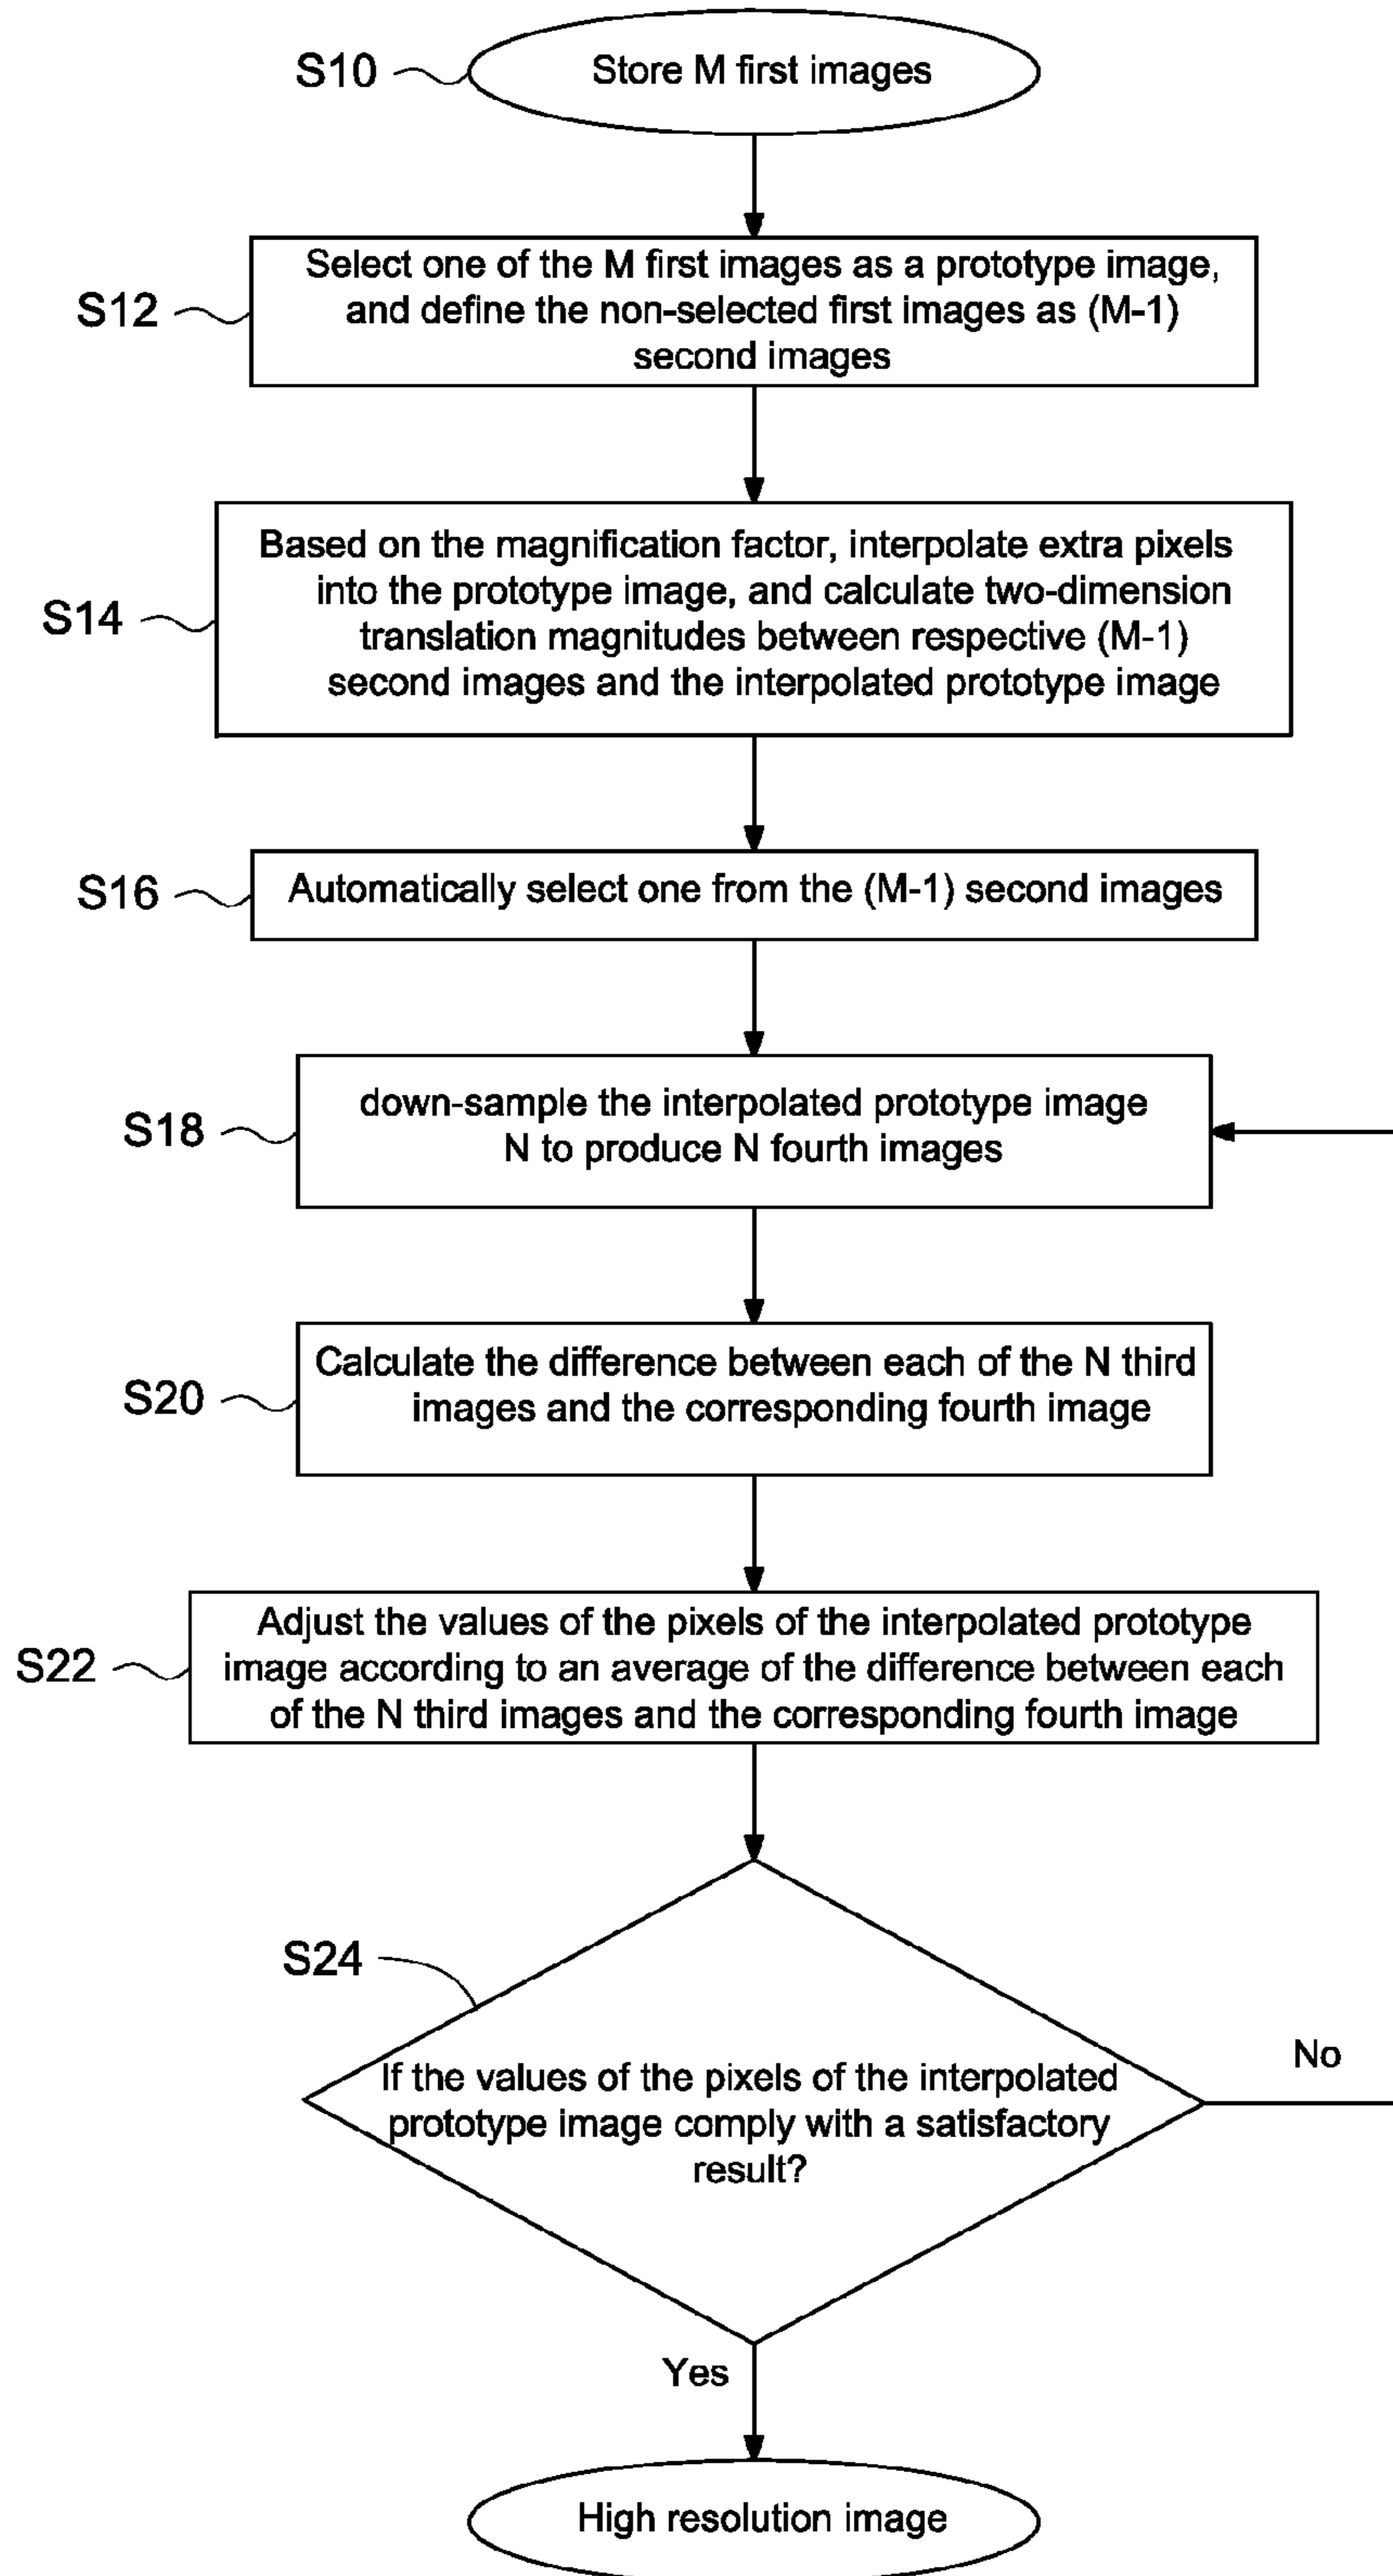 S10
Store M first images
S12
Select one of the M first images as a prototype image,
and define the non-selected first images as (M-1)
second images
S14
Based on the magnification factor, interpolate extra pixels
into the prototype image, and calculate two-dimension
translation magnitudes between respective (M-1)
second images and the interpolated prototype image
S16
Automatically select one from the (M-1) second images
S18
down-sample the interpolated prototype image
N to produce N fourth images
S20
Calculate the difference between each of the N third
images and the corresponding fourth image
S22
Adjust the values of the pixels of the interpolated prototype
image according to an average of the difference between each
of the N third images and the corresponding fourth image
S24
If the values of the pixels of the interpolated
prototype image comply with a satisfactory
result?
No
Yes
High resolution image